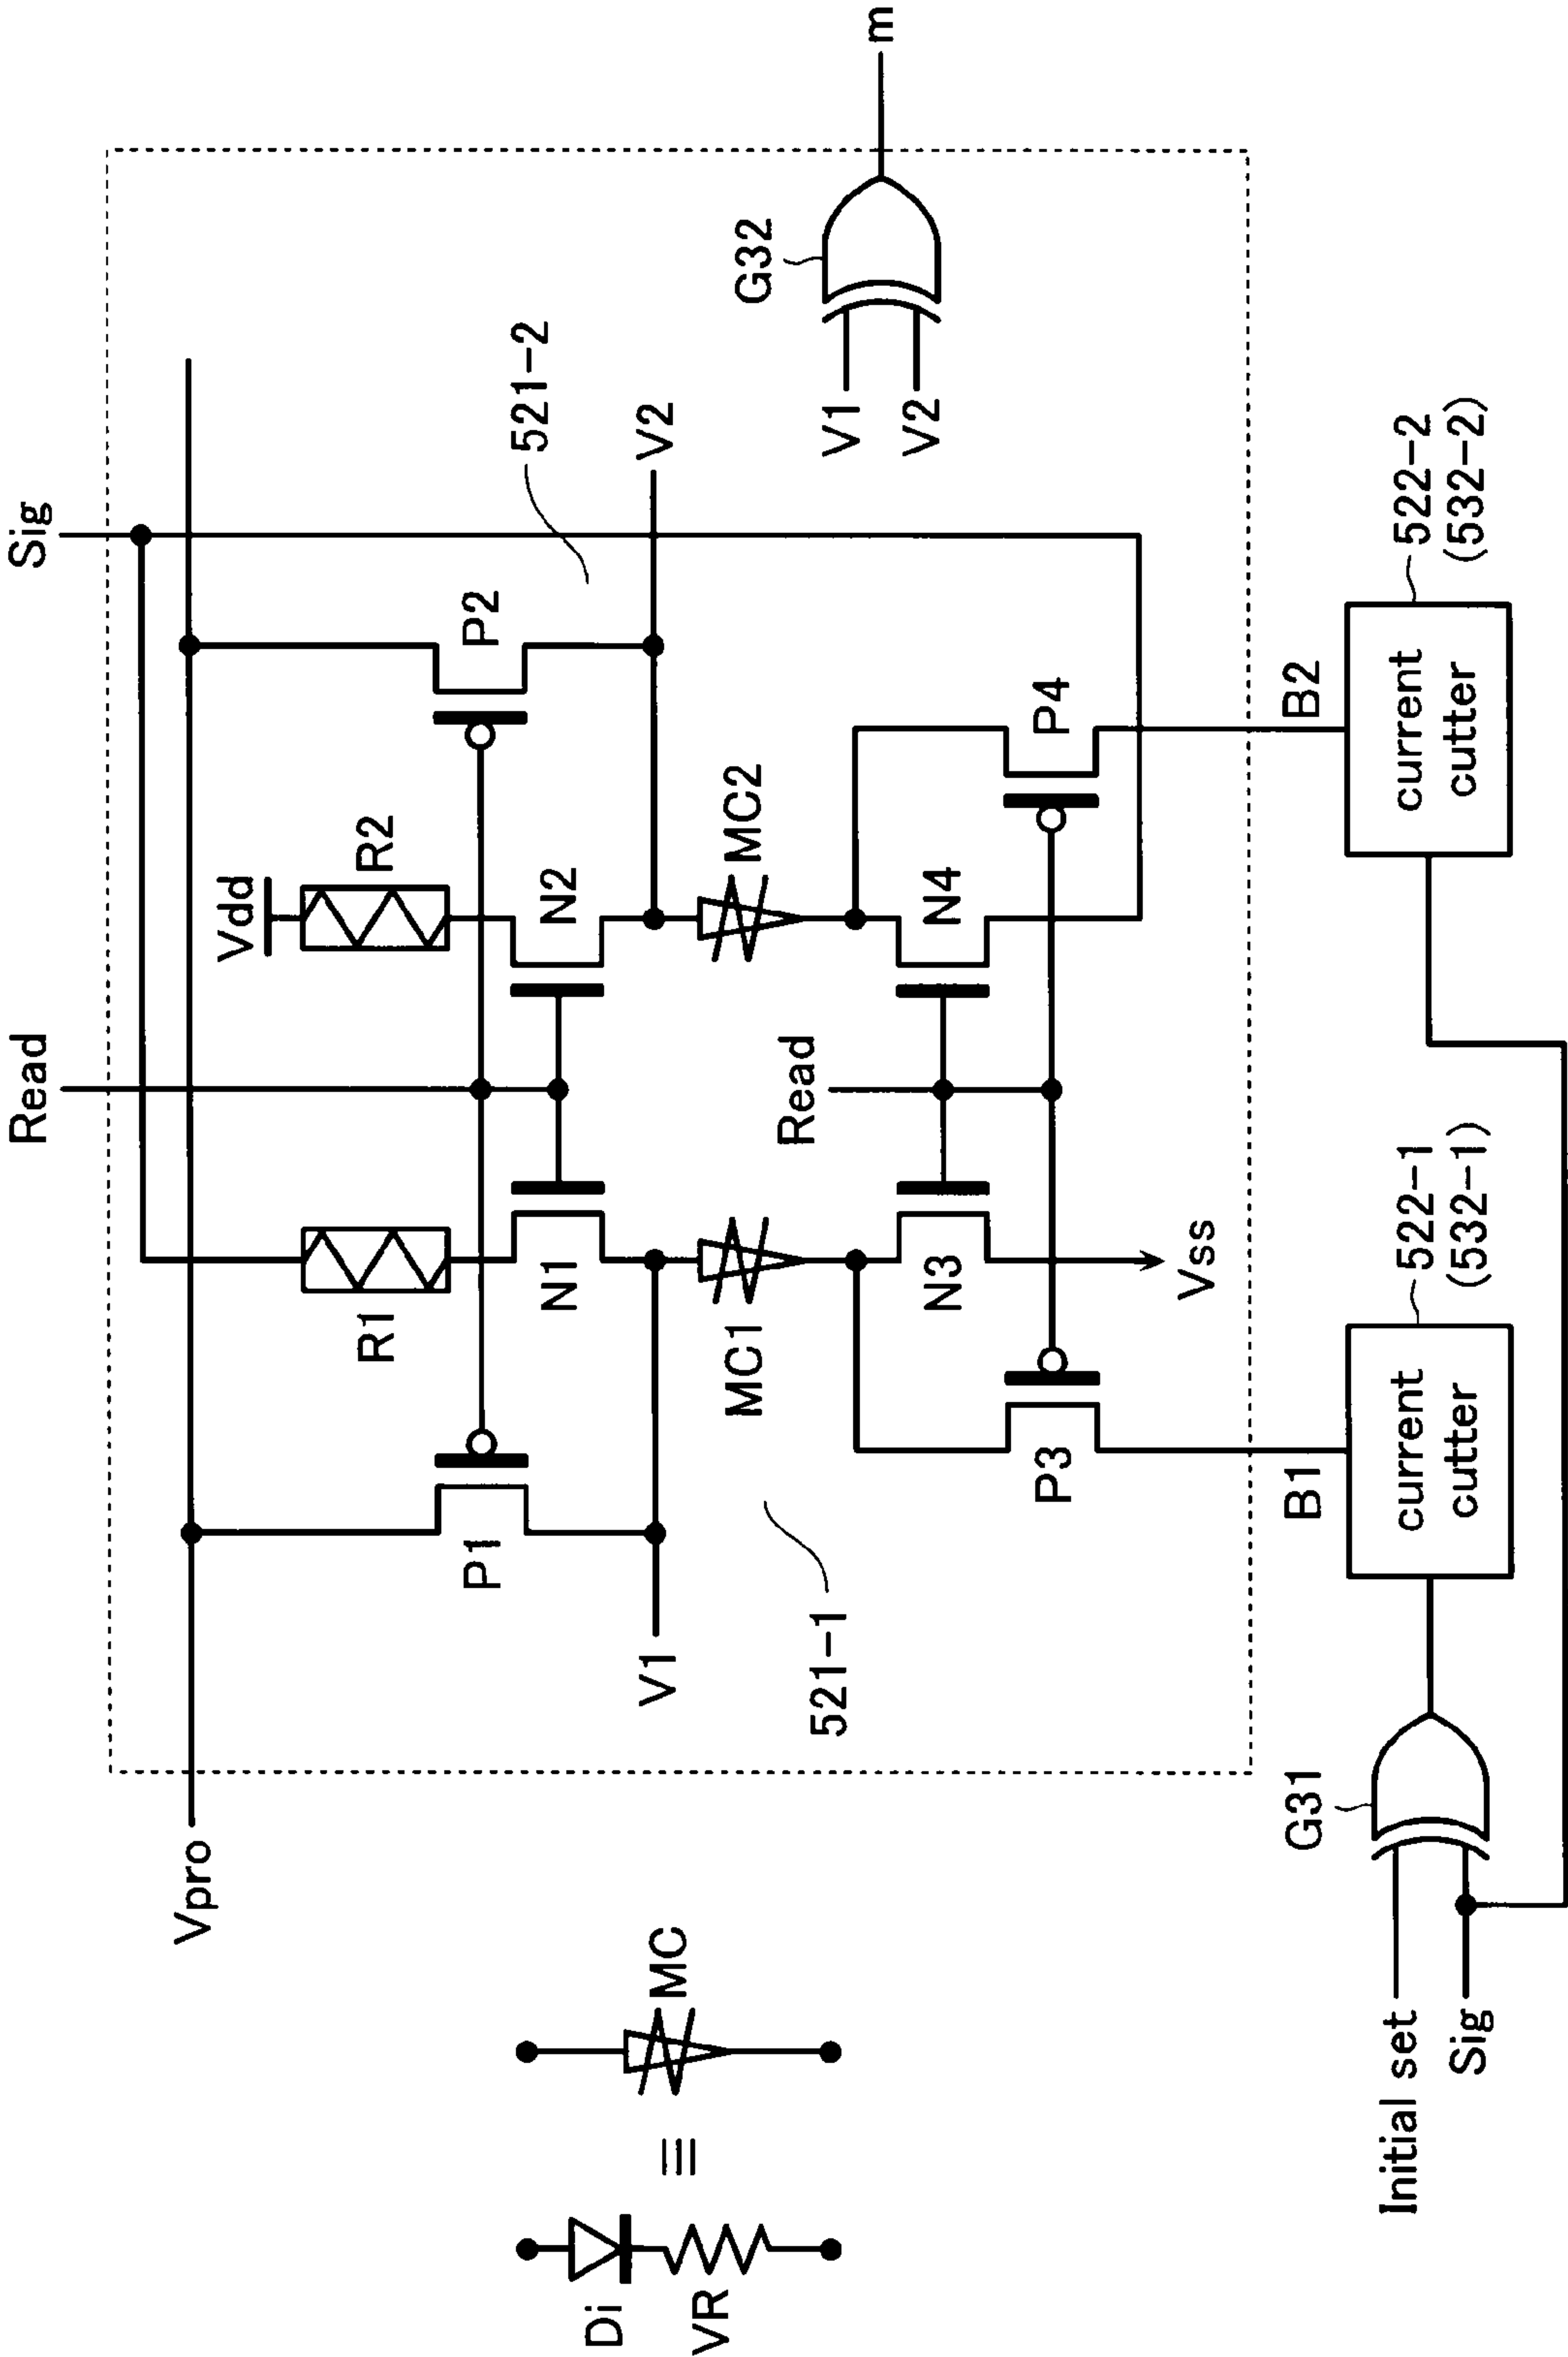 Sig
Read
Vpro
Vdd
R1
R2
P1
P2
N1
N2
521-2
V1
V2
MC1
MC2
521-1
Read
N3
N4
P3
P4
Vss
G32
V1
V2
m
B1
B2
current
cutter
522-1
(532-1)
current
cutter
522-2
(532-2)
G31
Initial set
Sig
Di
VR
≡
MC